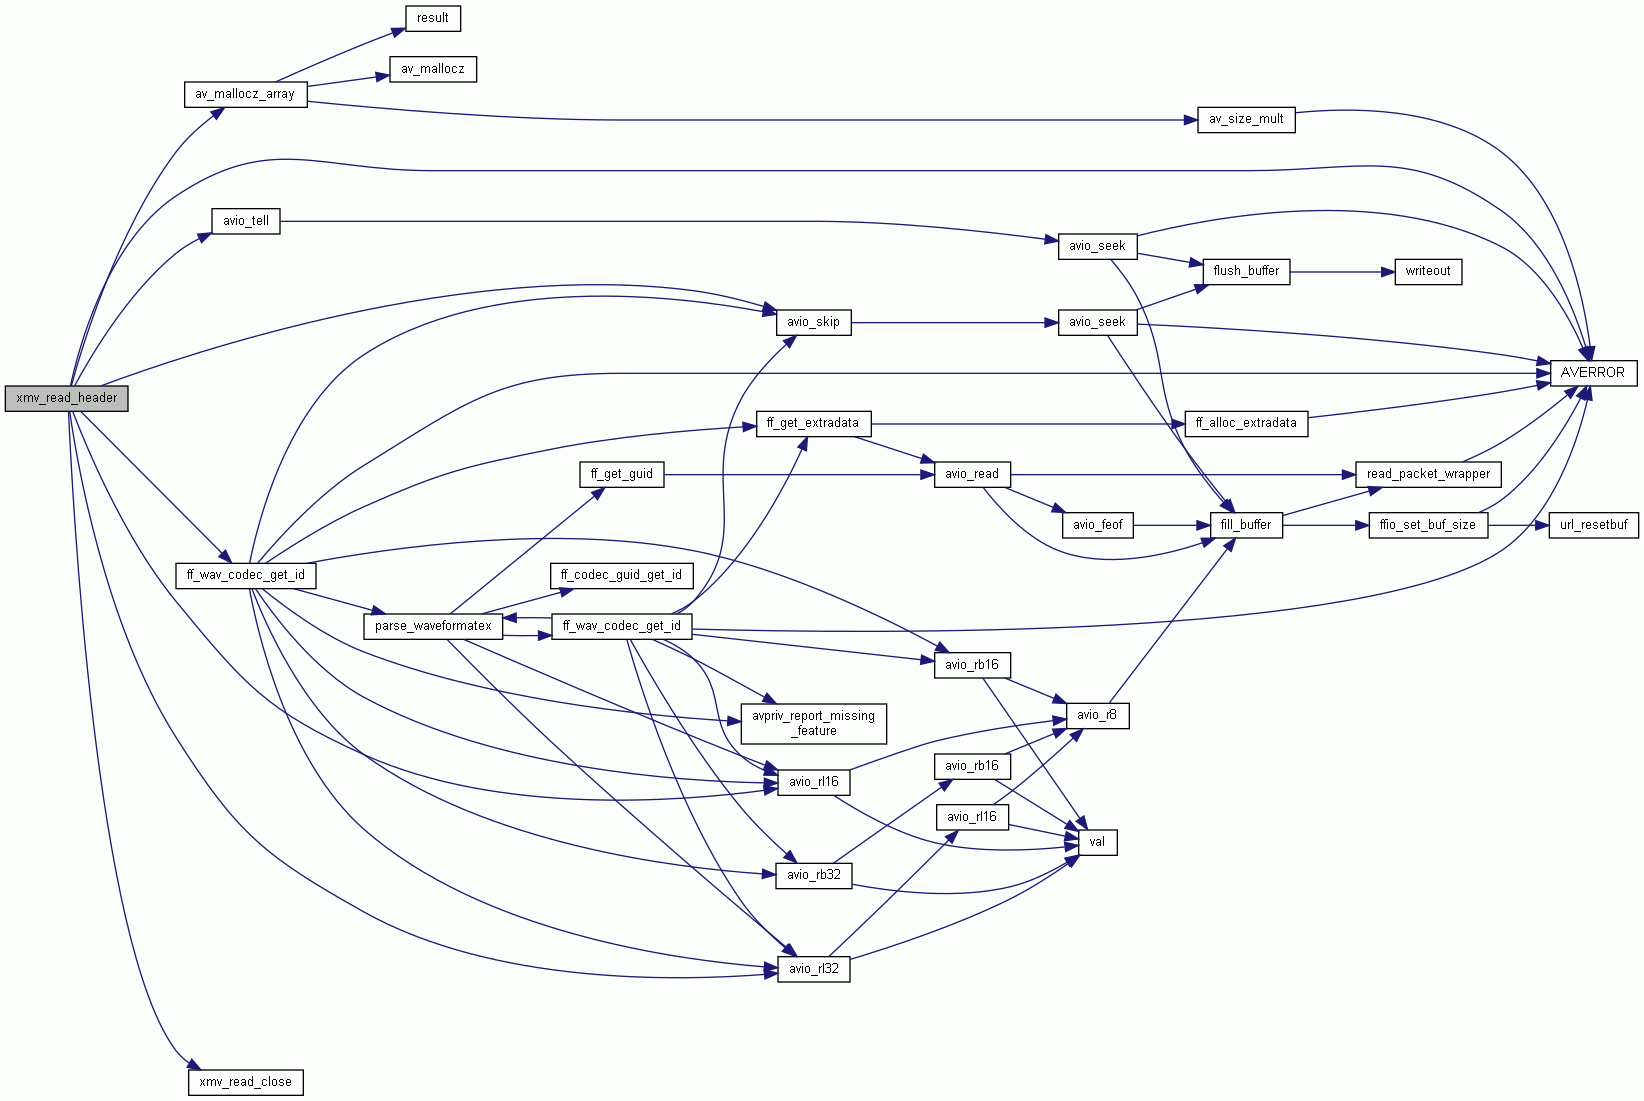 result
av_mallocz
av_mallocz_array
av_size_mult
avio_tell
avio_seek
flush_buffer
writeout
avio_skip
avio_seek
AVERROR
xmv_read_header
ff_get_extradata
ff_alloc_extradata
ff_get_guid
avio_read
read_packet_wrapper
avio_feof
fill_buffer
ffio_set_buf_size
url_resetbuf
ff_wav_codec_get_id
ff_codec_guid_get_id
parse_waveformatex
ff_wav_codec_get_id
avio_rb16
avpriv_report_missing
_feature
avio_r8
avio_rb16
avio_rl16
avio_rl16
val
avio_rb32
avio_rl32
xmv_read_close